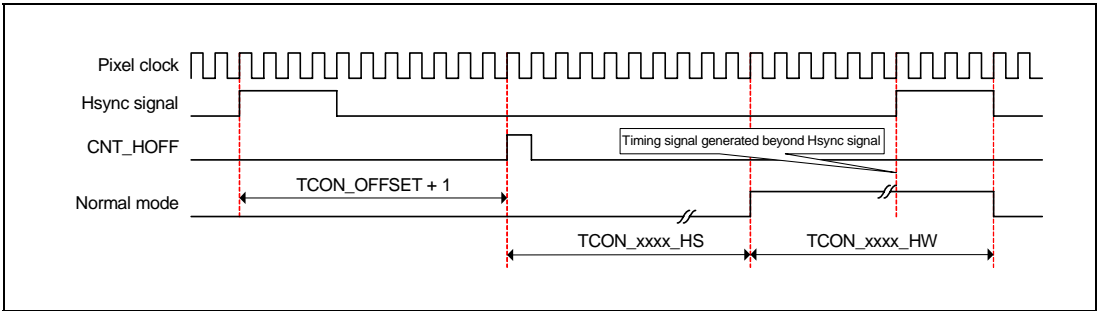 Pixel clock
Hsync signal
CNT_HOFF
Timing signal generated beyond Hsync signal
TCON_OFFSET + 1
Normal mode
TCON_xxxx_HS
TCON_xxxx_HW